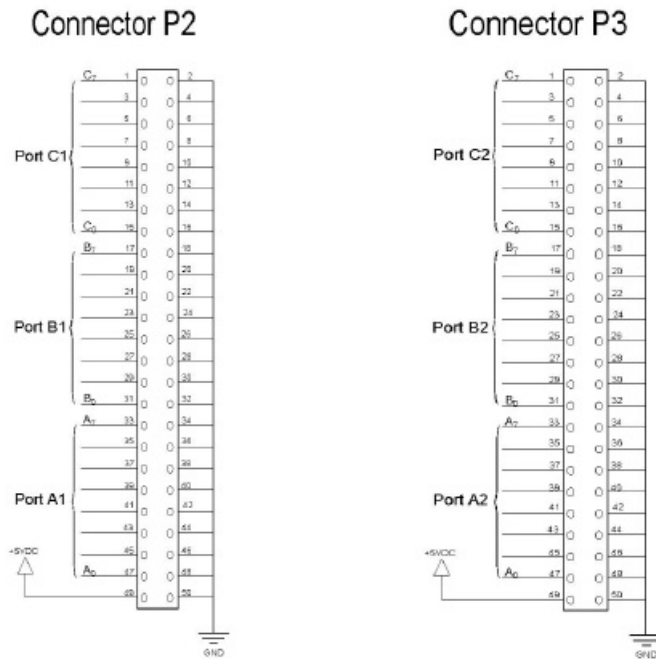 Connector P2
C7 1 2
3 4
5 6
7 8
Port C1
9 10
11 12
13 14
C0 15 16
B7 17 18
19 20
21 22
23 24
Port B1
25 26
27 28
29 30
B0 31 32
A7 33 34
35 36
37 38
39 40
Port A1
41 42
43 44
45 46
+5VDC
A0 47 48
49 50
GND
Connector P3
C7 1 2
3 4
5 6
7 8
Port C2
9 10
11 12
13 14
C0 15 16
B7 17 18
19 20
21 22
23 24
Port B2
25 26
27 28
29 30
B0 31 32
A7 33 34
35 36
37 38
39 40
Port A2
41 42
43 44
45 46
+5VDC
A0 47 48
49 50
GND